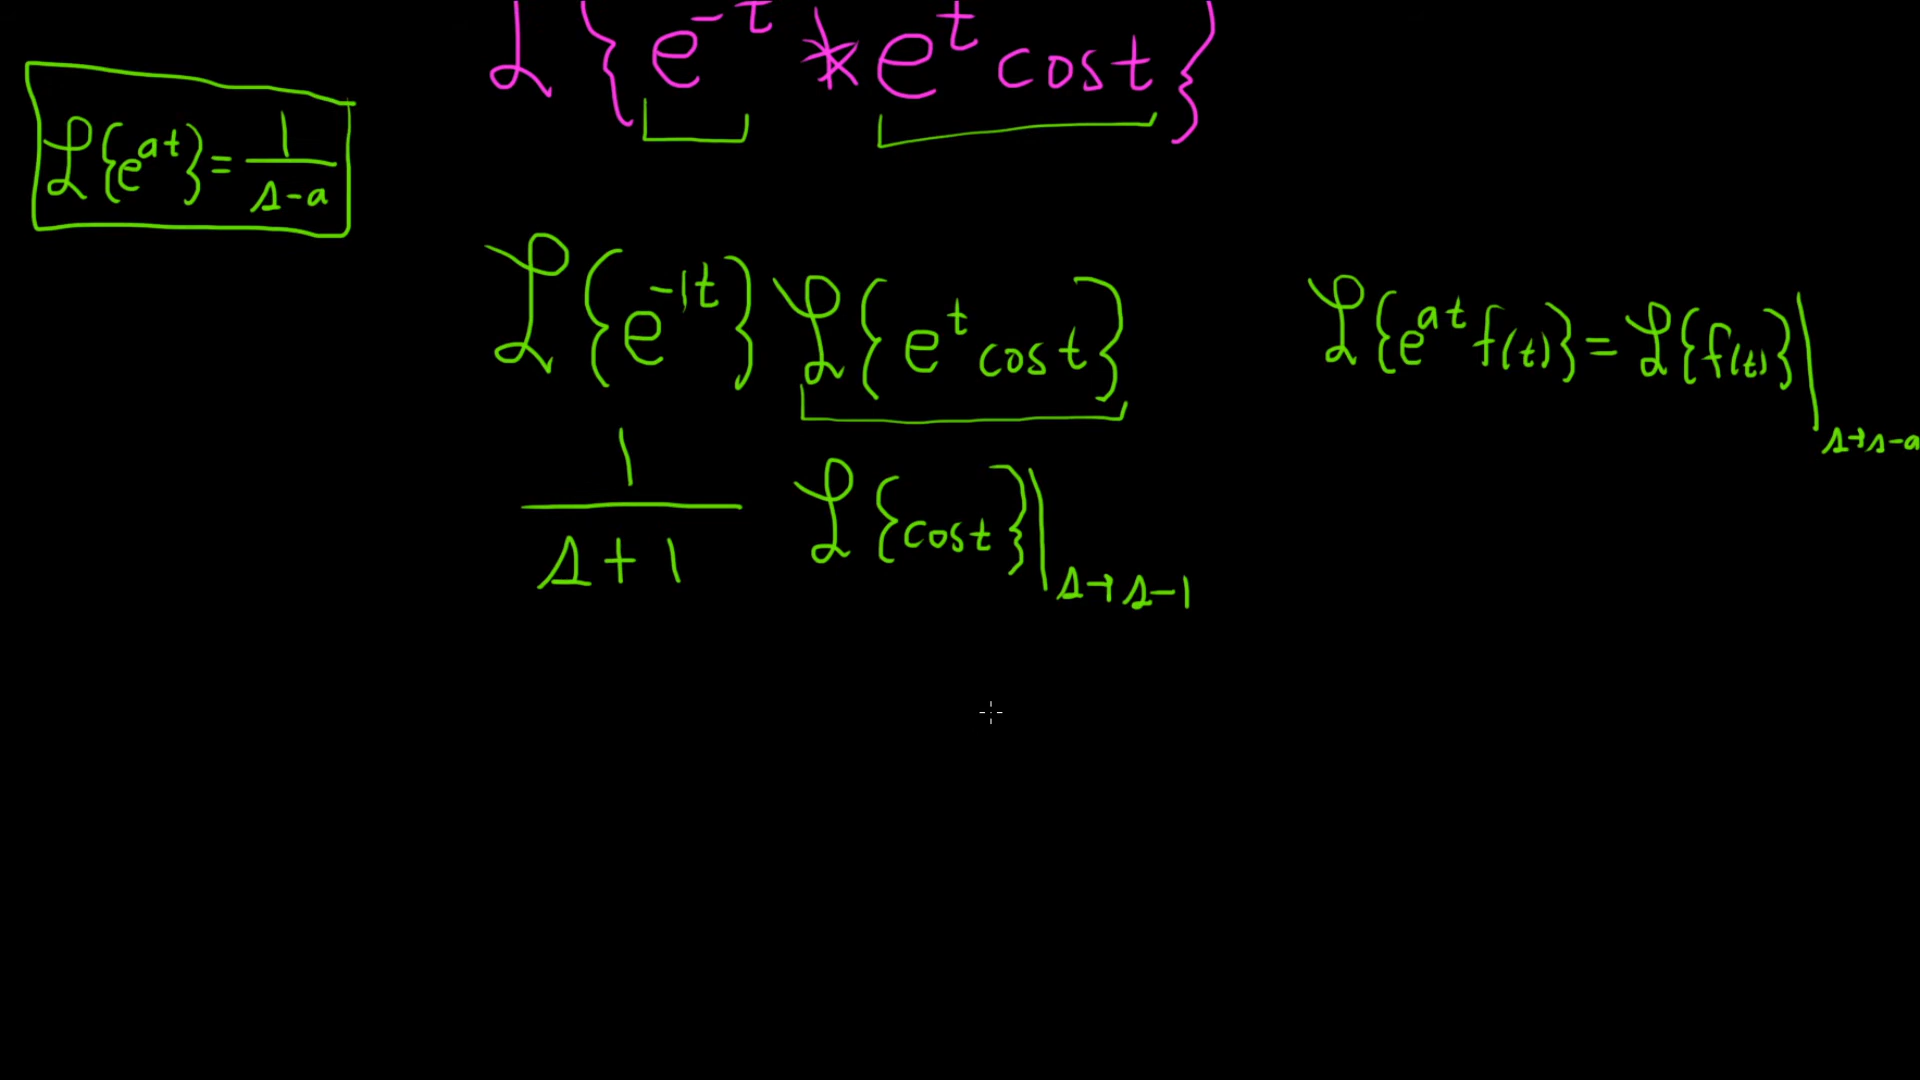 ℒ{e^{-t} * e^t cos t}
ℒ{e^{at}} = 1/(s-a)
ℒ{e^{-1t}} ℒ{e^t cos t}
ℒ{e^{at} f(t)} = ℒ{f(t)}|_{s→s-a}
1/(s+1) ℒ{cos t}|_{s→s-1}